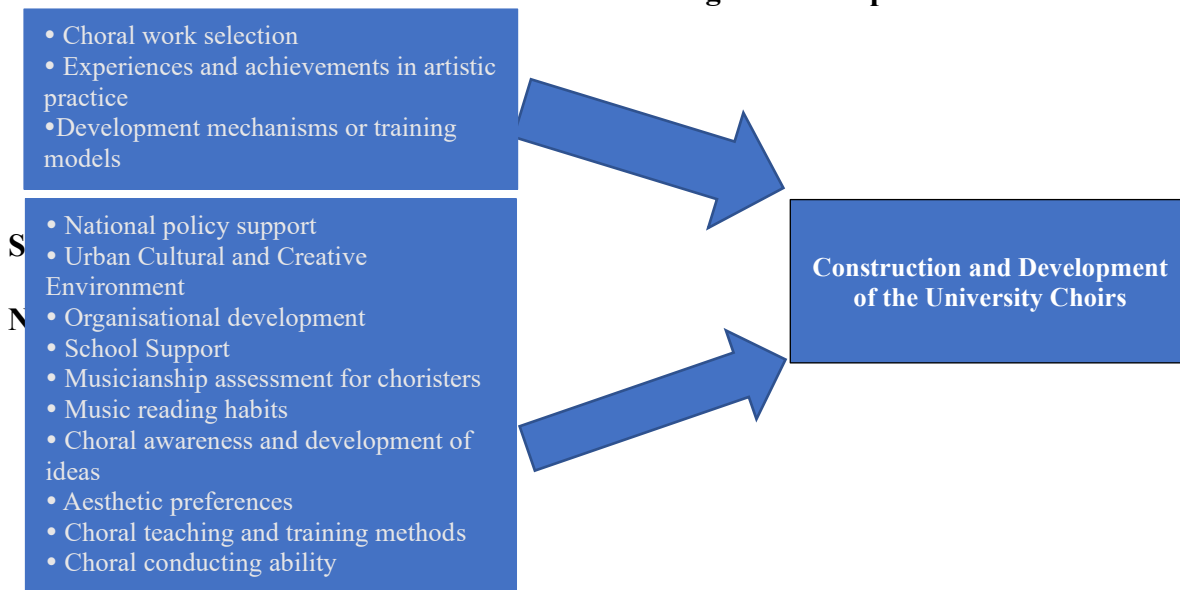 • Choral work selection
• Experiences and achievements in artistic
practice
•Development mechanisms or training
models
• National policy support
• Urban Cultural and Creative
Environment
• Organisational development
• School Support
• Musicianship assessment for choristers
• Music reading habits
• Choral awareness and development of
ideas
• Aesthetic preferences
• Choral teaching and training methods
• Choral conducting ability
Construction and Development
of the University Choirs